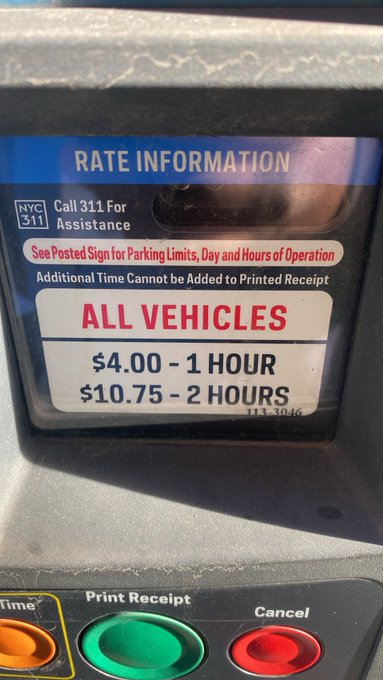 RATE INFORMATION
NYC
311
Call 311 For
Assistance
See Posted Sign for Parking Limits, Day and Hours of Operation
Additional Time Cannot be Added to Printed Receipt
ALL VEHICLES
$4.00 - 1 HOUR
$10.75 - 2 HOURS
113-3046
Time
Print Receipt
Cancel